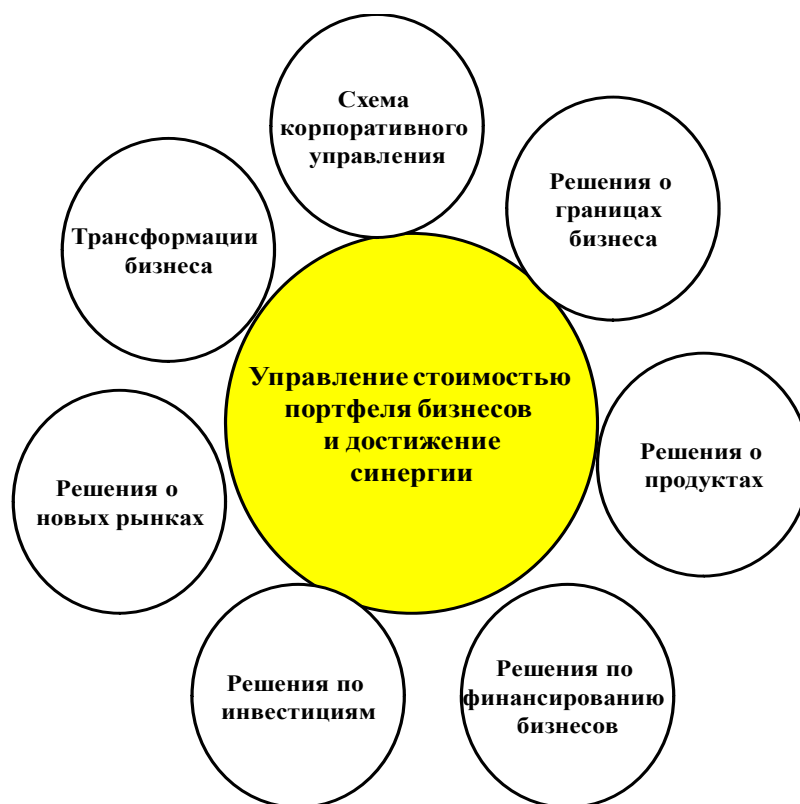 Схема
корпоративного
управления
Решения о
границах
бизнеса
Трансформации
бизнеса
Управление стоимостью
портфеля бизнесов
и достижение
синергии
Решения о
продуктах
Решения о
новых рынках
Решения по
инвестициям
Решения по
финансированию
бизнесов